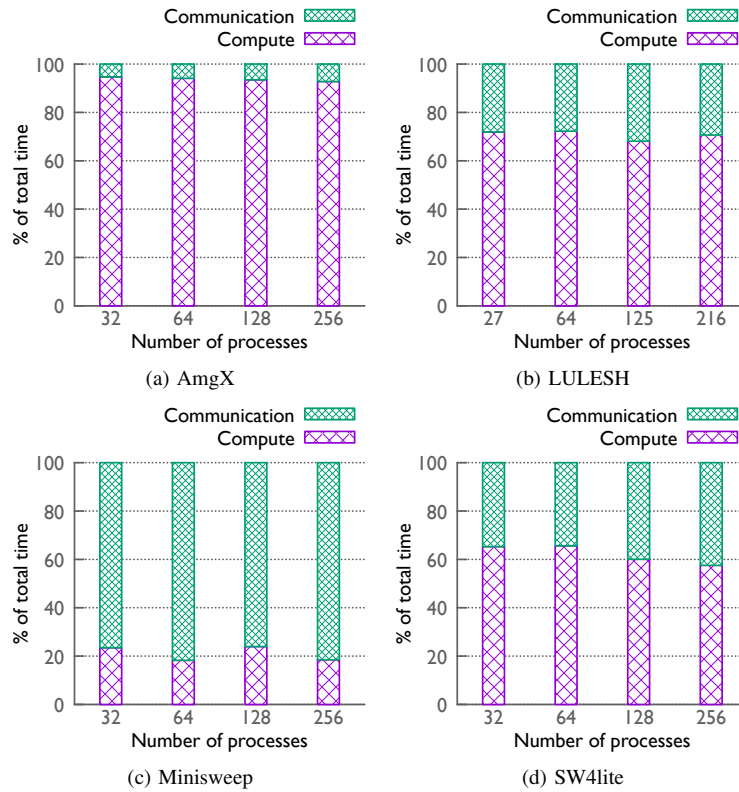 Communication
Compute
100
80
60
40
20
0
% of total time
32 64 128 256
Number of processes
(a) AmgX
Communication
Compute
100
80
60
40
20
0
% of total time
27 64 125 216
Number of processes
(b) LULESH
Communication
Compute
100
80
60
40
20
0
% of total time
32 64 128 256
Number of processes
(c) Minisweep
Communication
Compute
100
80
60
40
20
0
% of total time
32 64 128 256
Number of processes
(d) SW4lite